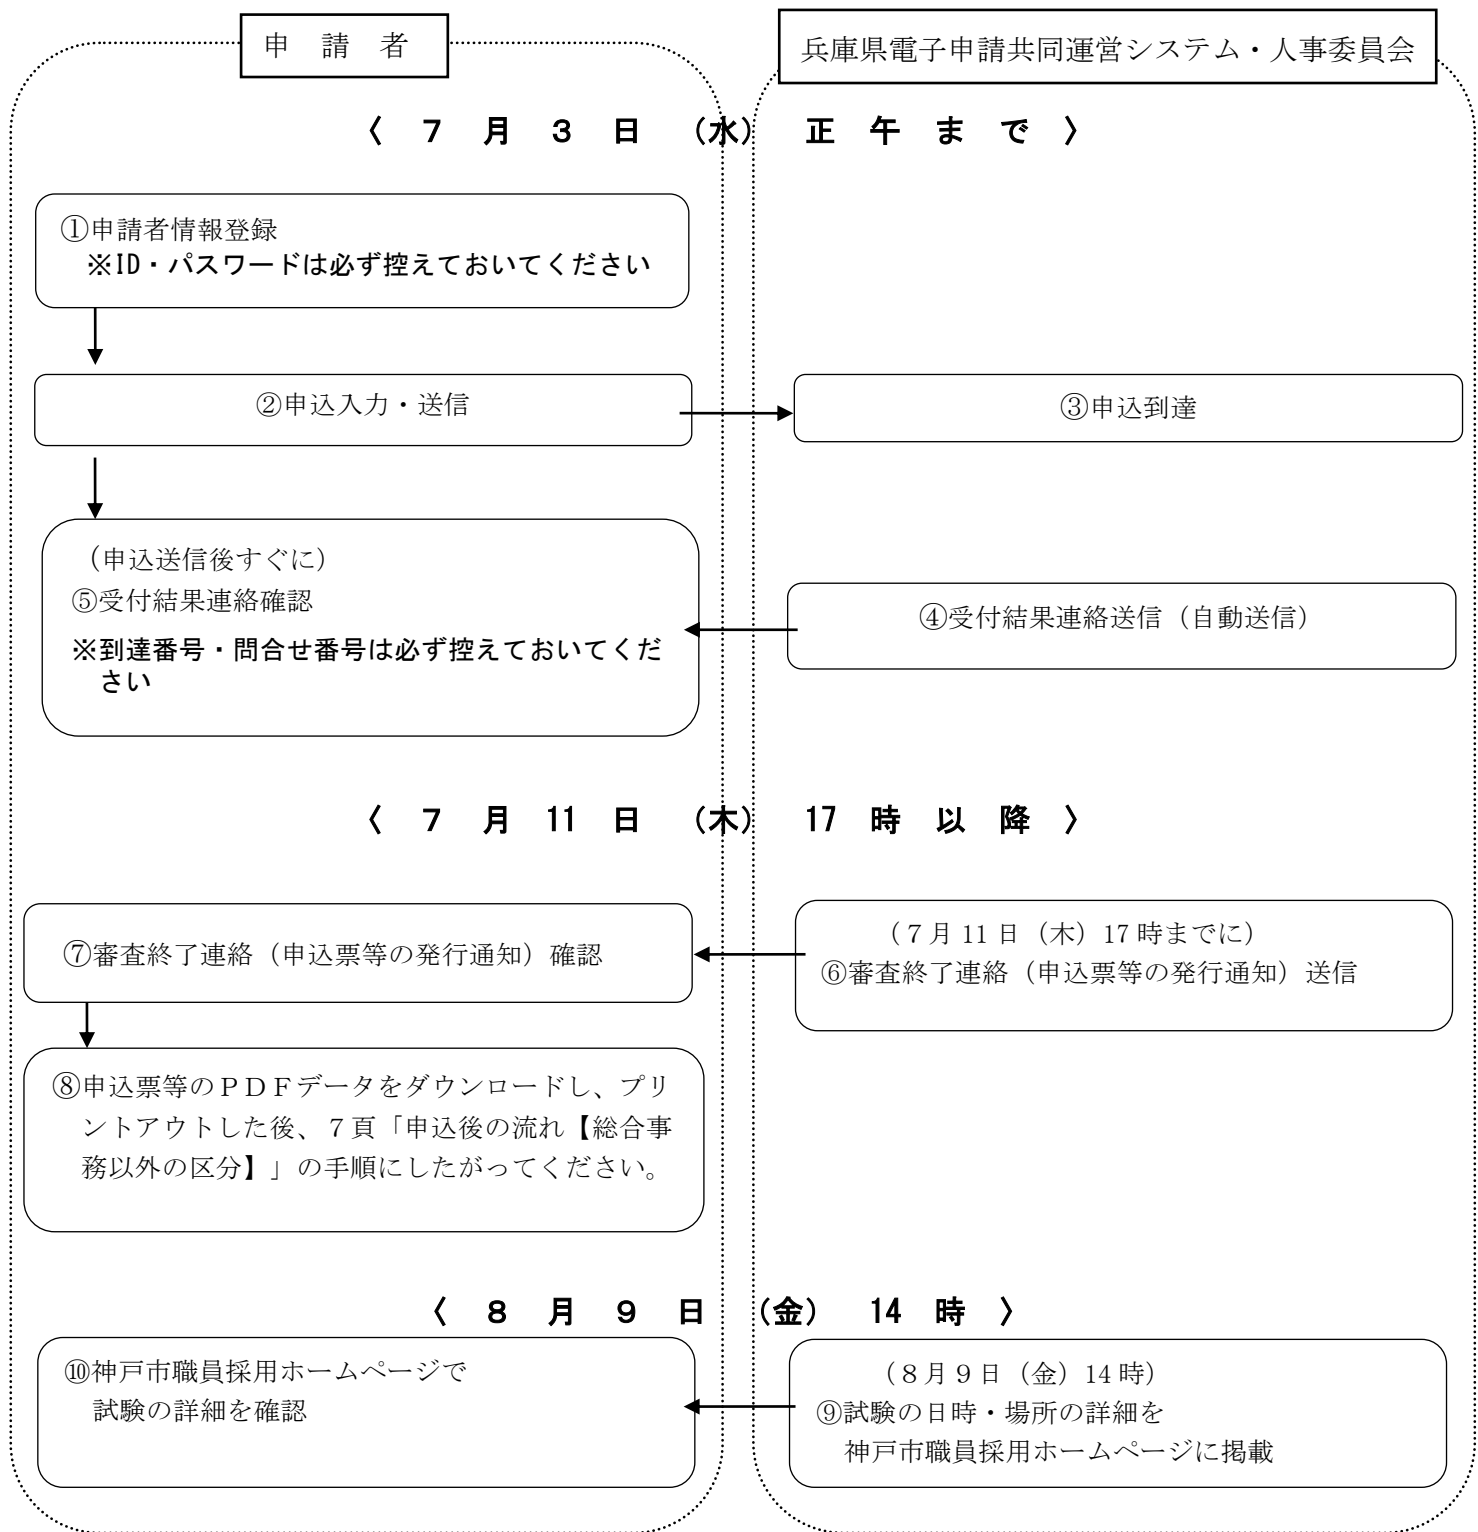 申 請 者
兵庫県電子申請共同運営システム・人事委員会
〈 ７ 月 ３ 日 （水） 正 午 ま で 〉
①申請者情報登録
※ID・パスワードは必ず控えておいてください
②申込入力・送信
③申込到達
（申込送信後すぐに）
⑤受付結果連絡確認
※到達番号・問合せ番号は必ず控えておいてくだ
さい
④受付結果連絡送信（自動送信）
〈 ７ 月 11 日 （木） 17 時 以 降 〉
⑦審査終了連絡（申込票等の発行通知）確認
（７月 11 日（木）17 時までに）
⑥審査終了連絡（申込票等の発行通知）送信
⑧申込票等のＰＤＦデータをダウンロードし、プリ
ントアウトした後、７頁「申込後の流れ【総合事
務以外の区分】」の手順にしたがってください。
〈 ８ 月 ９ 日 （金） 14 時 〉
⑩神戸市職員採用ホームページで
試験の詳細を確認
（８月９日（金）14 時）
⑨試験の日時・場所の詳細を
神戸市職員採用ホームページに掲載